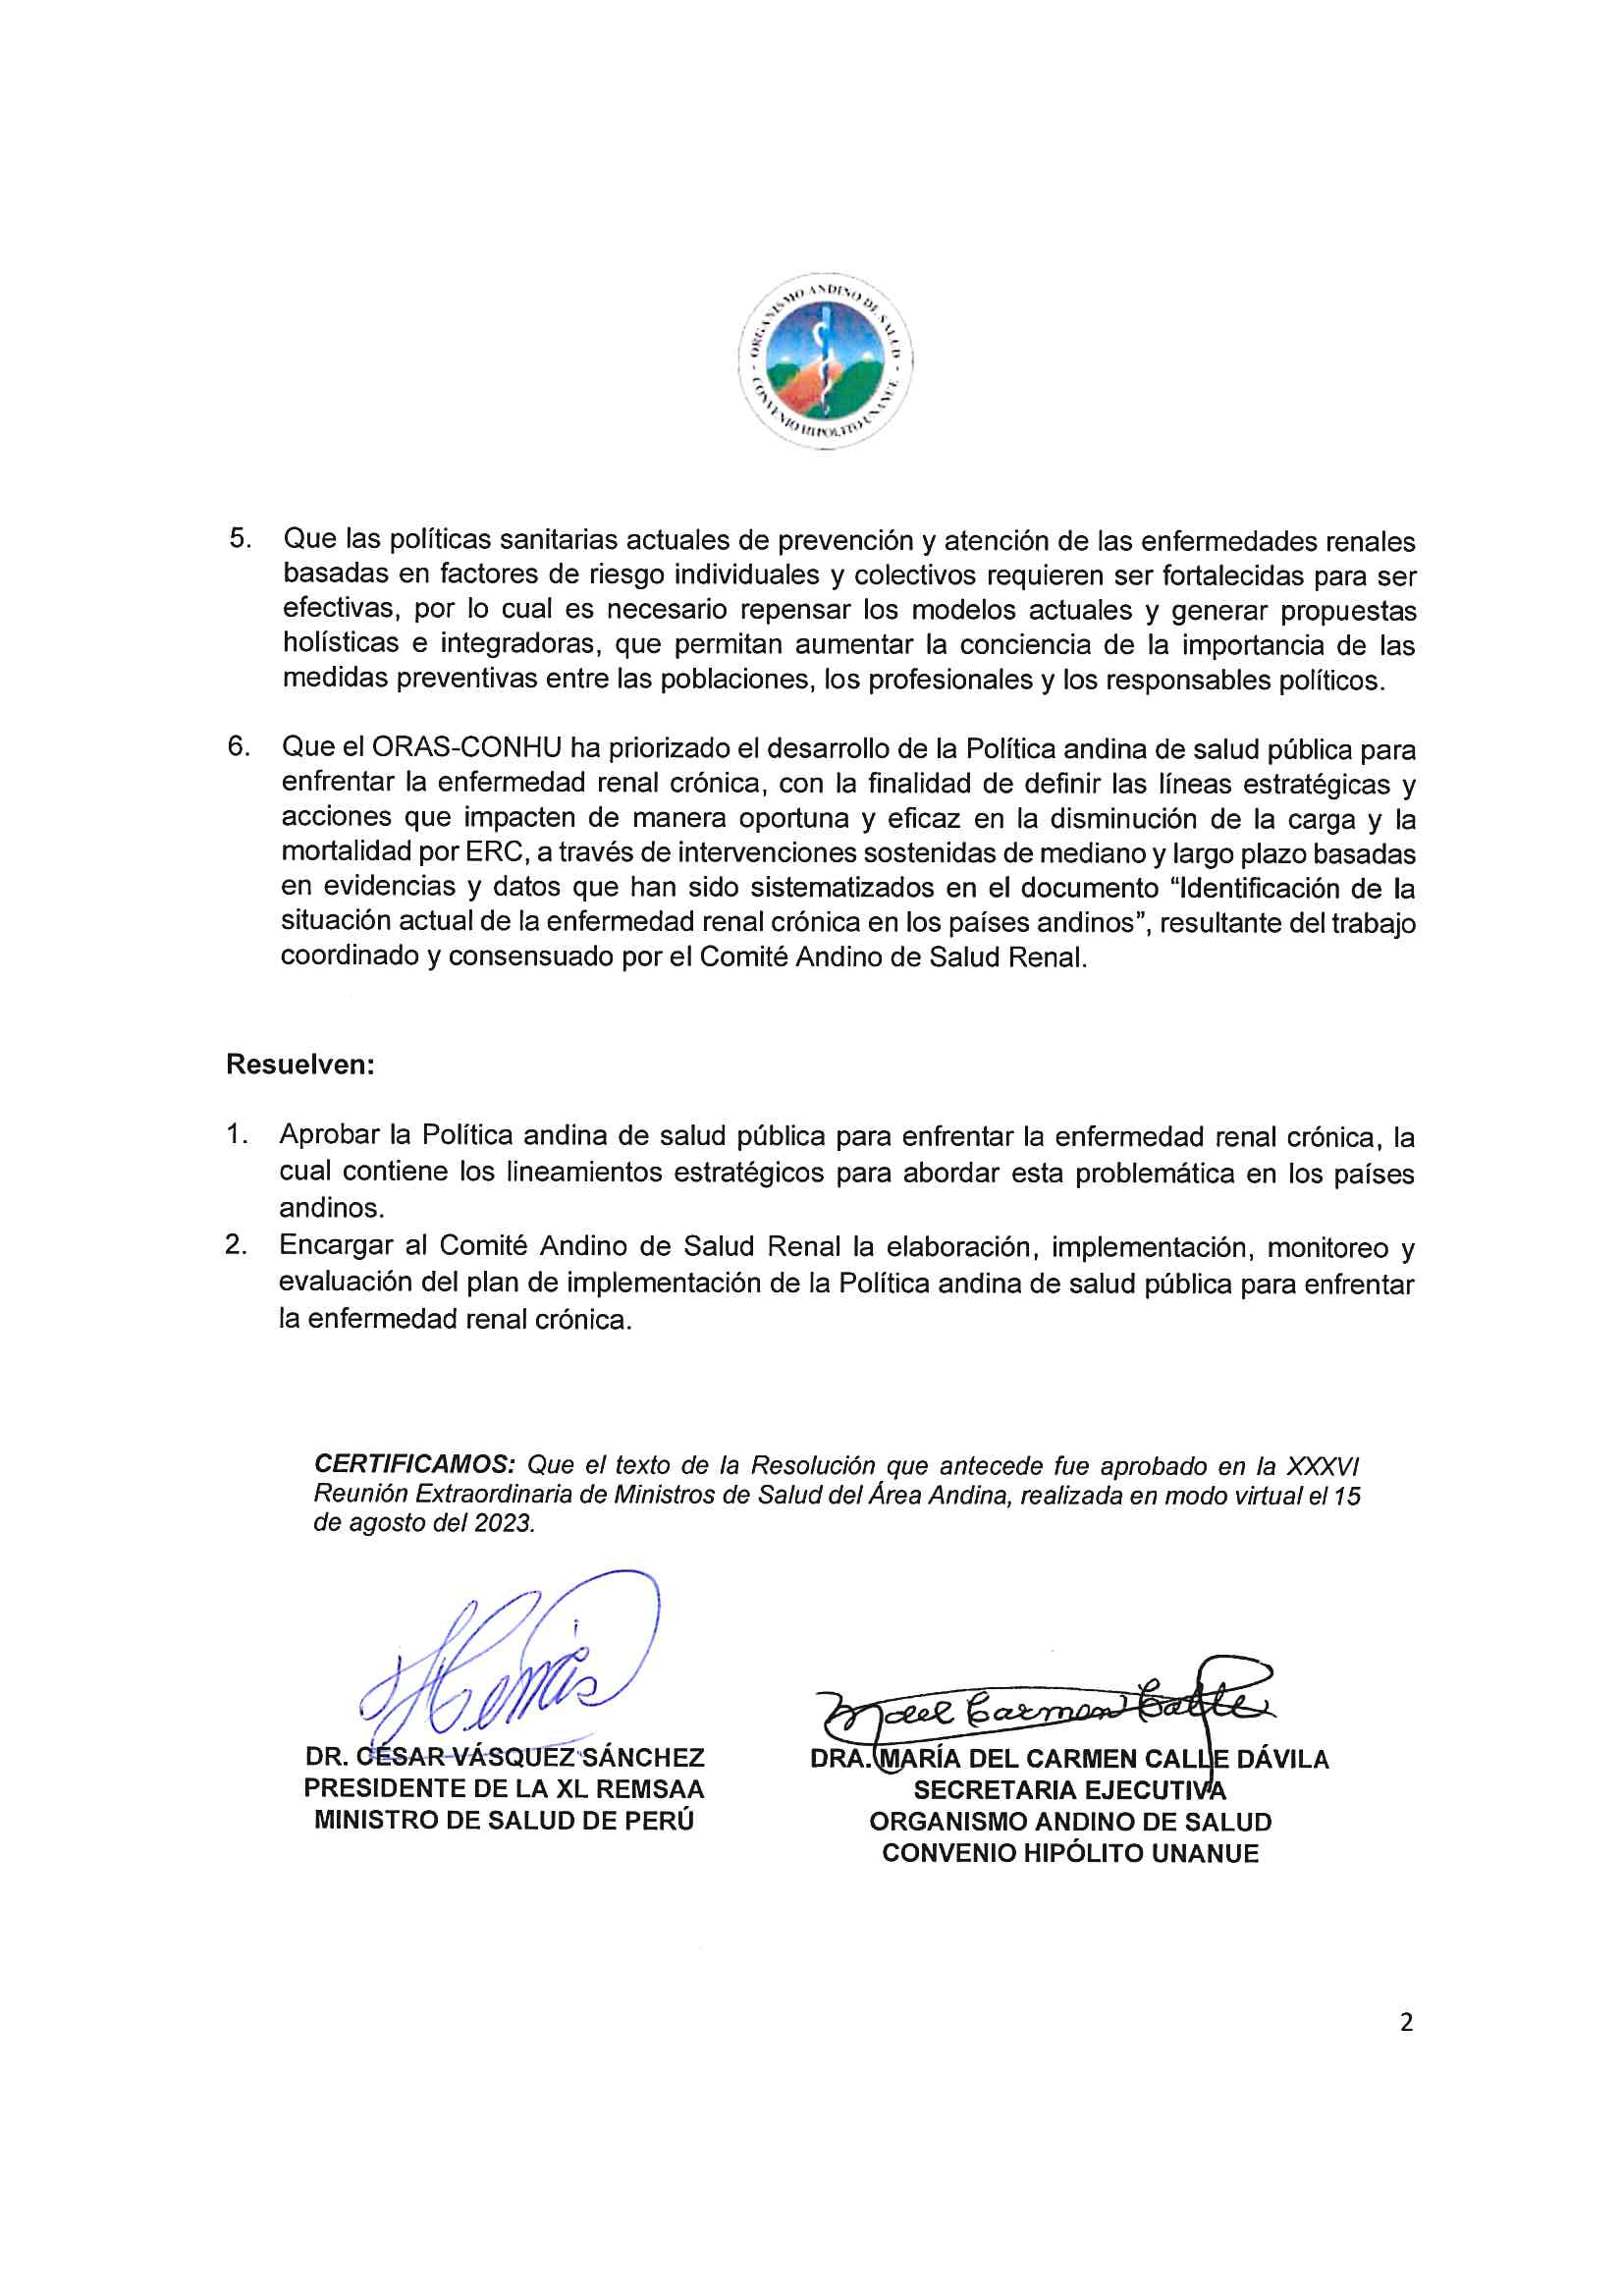 ORGANISMO ANDINO DE SALUD
- CONVENIO HIPOLITO UNANUE -
5. Que las políticas sanitarias actuales de prevención y atención de las enfermedades renales
basadas en factores de riesgo individuales y colectivos requieren ser fortalecidas para ser
efectivas, por lo cual es necesario repensar los modelos actuales y generar propuestas
holísticas e integradoras, que permitan aumentar la conciencia de la importancia de las
medidas preventivas entre las poblaciones, los profesionales y los responsables políticos.
6. Que el ORAS-CONHU ha priorizado el desarrollo de la Política andina de salud pública para
enfrentar la enfermedad renal crónica, con la finalidad de definir las líneas estratégicas y
acciones que impacten de manera oportuna y eficaz en la disminución de la carga y la
mortalidad por ERC, a través de intervenciones sostenidas de mediano y largo plazo basadas
en evidencias y datos que han sido sistematizados en el documento “Identificación de la
situación actual de la enfermedad renal crónica en los países andinos”, resultante del trabajo
coordinado y consensuado por el Comité Andino de Salud Renal.
Resuelven:
1. Aprobar la Política andina de salud pública para enfrentar la enfermedad renal crónica, la
cual contiene los lineamientos estratégicos para abordar esta problemática en los países
andinos.
2. Encargar al Comité Andino de Salud Renal la elaboración, implementación, monitoreo y
evaluación del plan de implementación de la Política andina de salud pública para enfrentar
la enfermedad renal crónica.
CERTIFICAMOS: Que el texto de la Resolución que antecede fue aprobado en la XXXVI
Reunión Extraordinaria de Ministros de Salud del Área Andina, realizada en modo virtual el 15
de agosto del 2023.
Mdel Carmen Calle
DR. CÉSAR VÁSQUEZ SÁNCHEZ
PRESIDENTE DE LA XL REMSAA
MINISTRO DE SALUD DE PERÚ
DRA. MARÍA DEL CARMEN CALLE DÁVILA
SECRETARIA EJECUTIVA
ORGANISMO ANDINO DE SALUD
CONVENIO HIPÓLITO UNANUE
2